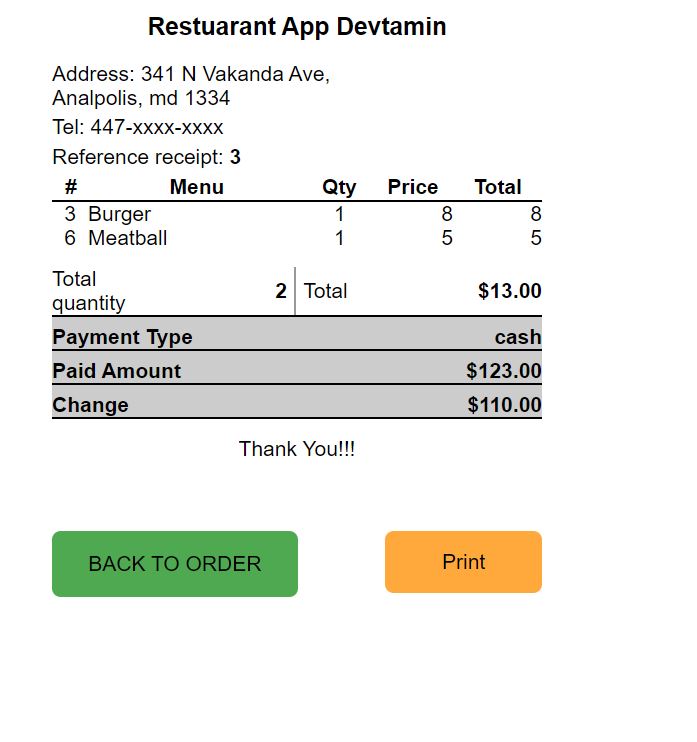 Restuarant App Devtamin
Address: 341 N Vakanda Ave,
Analpolis, md 1334
Tel: 447-xxxx-xxxx
Reference receipt: 3
# Menu Qty Price Total
3 Burger 1 8 8
6 Meatball 1 5 5
Total quantity 2 Total $13.00
Payment Type cash
Paid Amount $123.00
Change $110.00
Thank You!!!
BACK TO ORDER Print